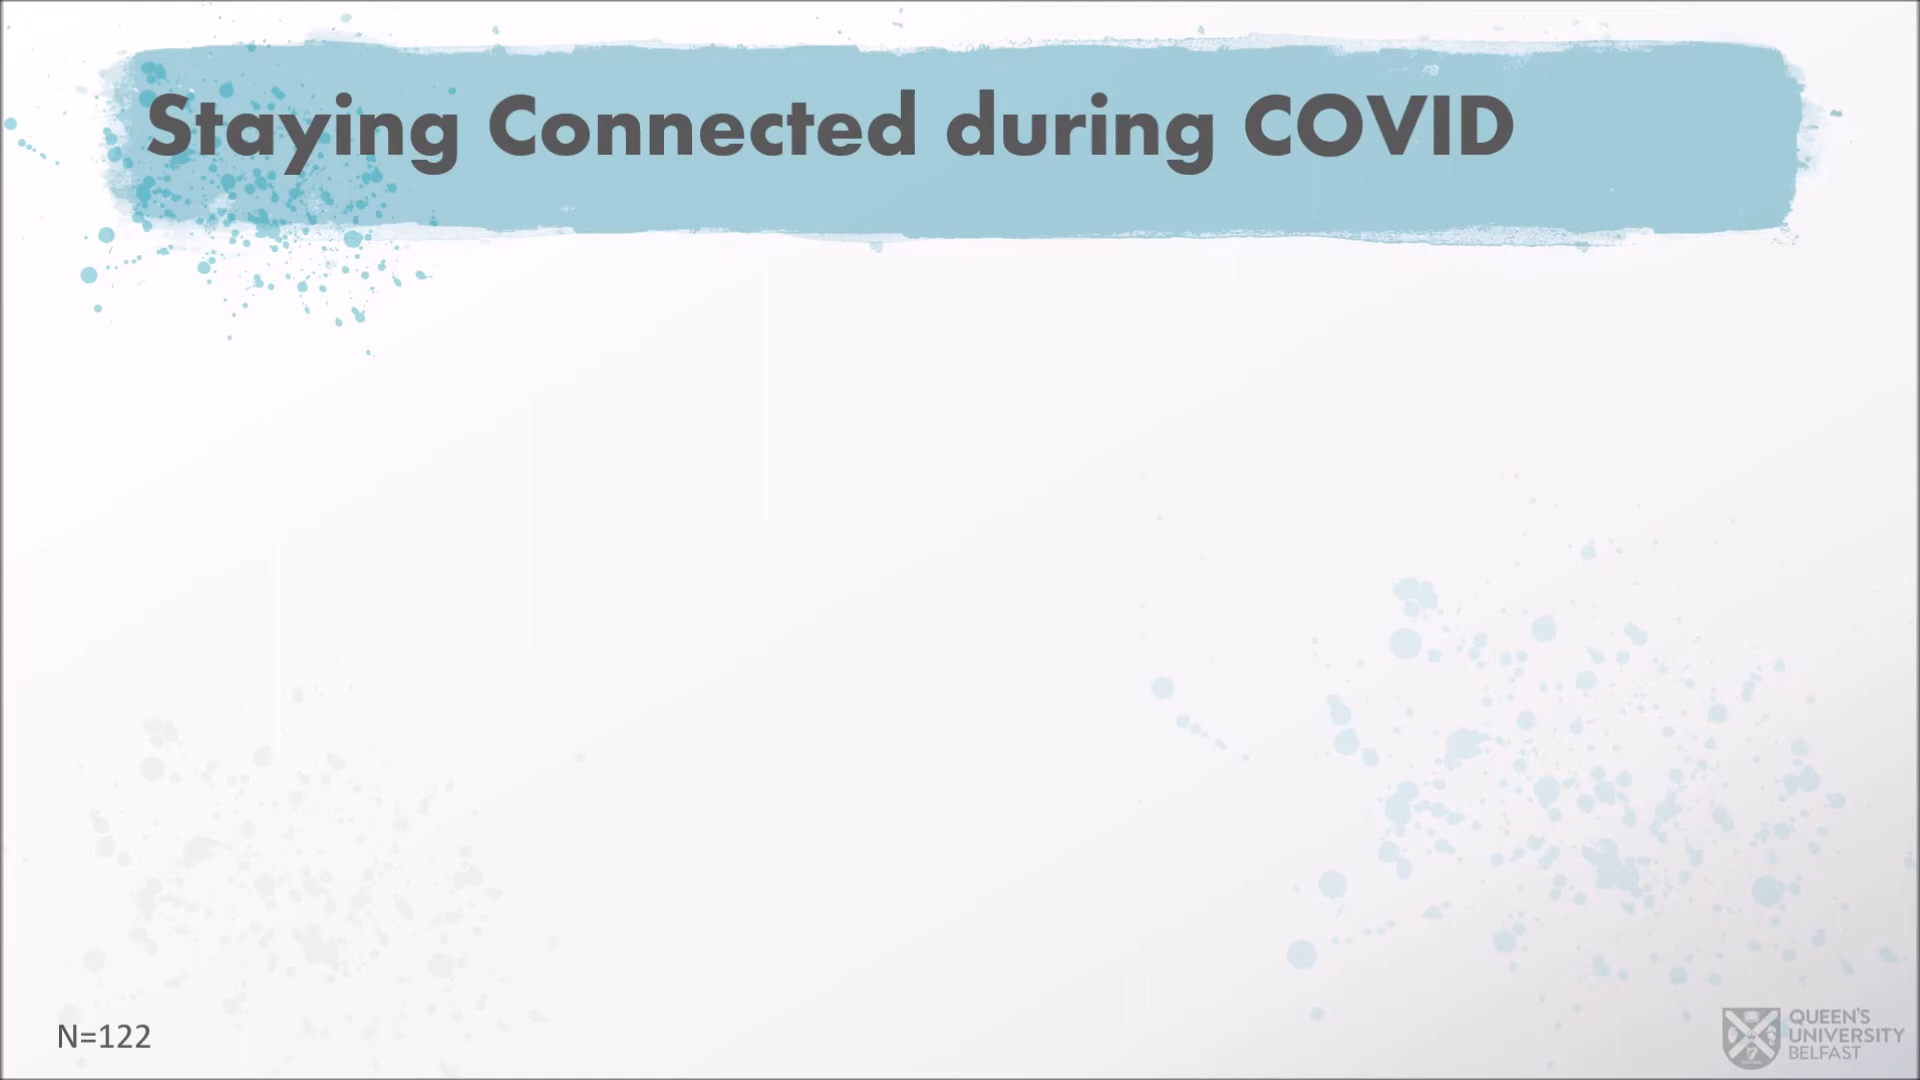 Staying Connected during COVID
N=122
QUEEN'S
UNIVERSITY
BELFAST